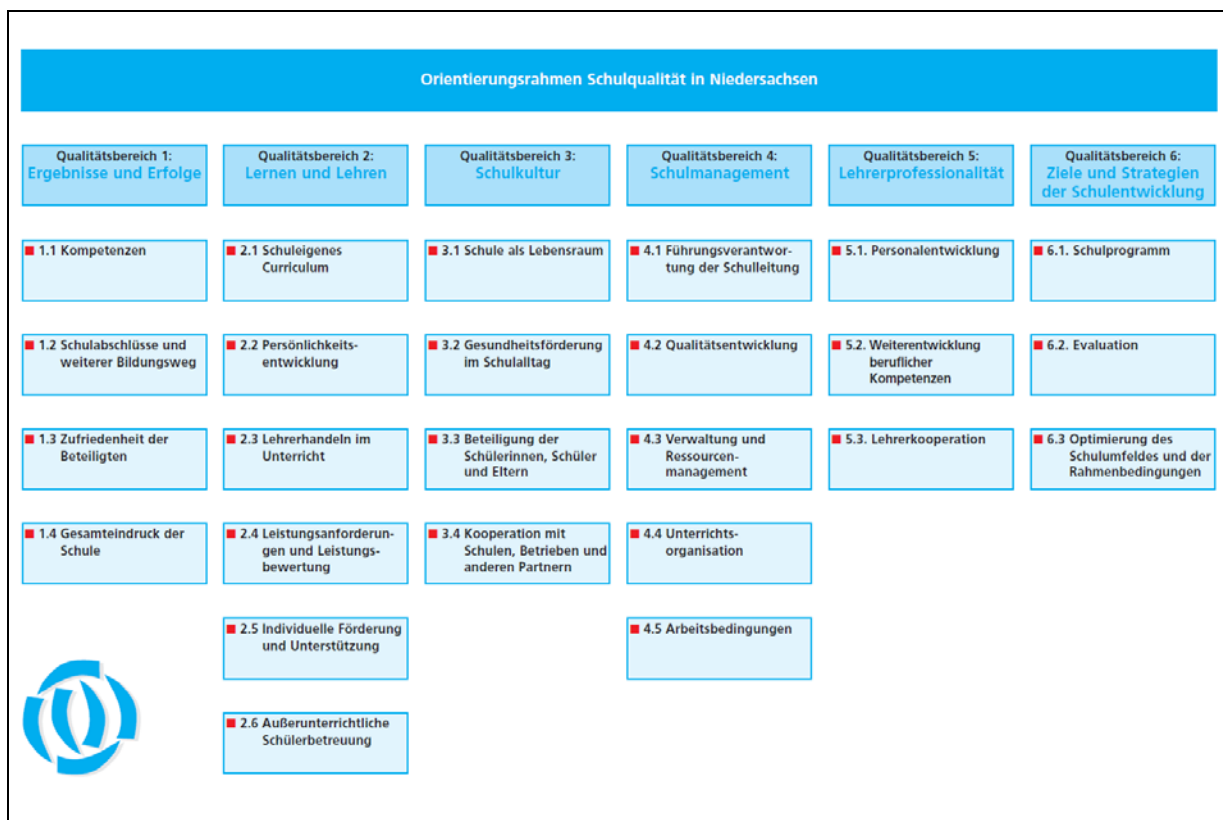 Orientierungsrahmen Schulqualität in Niedersachsen
Qualitätsbereich 1:
Ergebnisse und Erfolge
Qualitätsbereich 2:
Lernen und Lehren
Qualitätsbereich 3:
Schulkultur
Qualitätsbereich 4:
Schulmanagement
Qualitätsbereich 5:
Lehrerprofessionalität
Qualitätsbereich 6:
Ziele und Strategien
der Schulentwicklung
1.1 Kompetenzen
2.1 Schuleigenes
Curriculum
3.1 Schule als Lebensraum
4.1 Führungsverantwor-
tung der Schulleitung
5.1. Personalentwicklung
6.1. Schulprogramm
1.2 Schulabschlüsse und
weiterer Bildungsweg
2.2 Persönlichkeits-
entwicklung
3.2 Gesundheitsförderung
im Schulalltag
4.2 Qualitätsentwicklung
5.2. Weiterentwicklung
beruflicher
Kompetenzen
6.2. Evaluation
1.3 Zufriedenheit der
Beteiligten
2.3 Lehrerhandeln im
Unterricht
3.3 Beteiligung der
Schülerinnen, Schüler
und Eltern
4.3 Verwaltung und
Ressourcen-
management
5.3. Lehrerkooperation
6.3 Optimierung des
Schulumfeldes und der
Rahmenbedingungen
1.4 Gesamteindruck der
Schule
2.4 Leistungsanforderun-
gen und Leistungs-
bewertung
3.4 Kooperation mit
Schulen, Betrieben und
anderen Partnern
4.4 Unterrichts-
organisation
2.5 Individuelle Förderung
und Unterstützung
4.5 Arbeitsbedingungen
2.6 Außerunterrichtliche
Schülerbetreuung